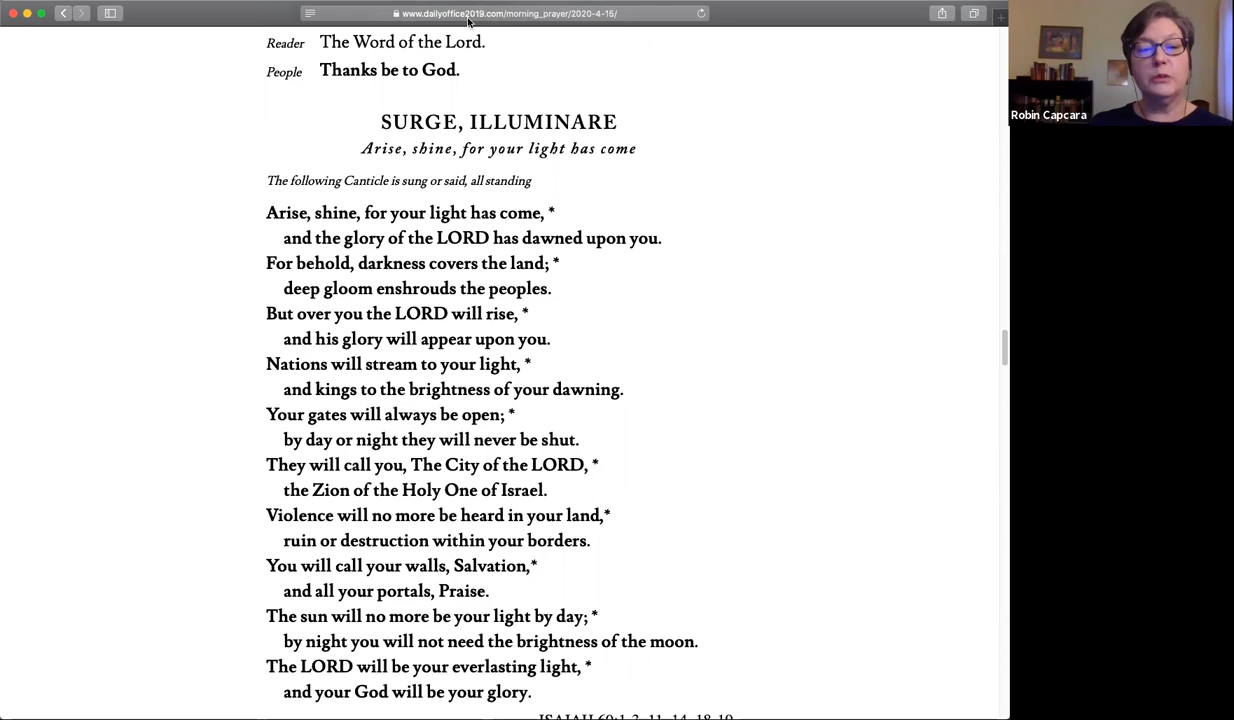 www.dailyoffice2019.com/morning_prayer/2020-4-15/
Reader The Word of the Lord.
People Thanks be to God.
SURGE, ILLUMINARE
Arise, shine, for your light has come
The following Canticle is sung or said, all standing
Arise, shine, for your light has come, *
and the glory of the LORD has dawned upon you.
For behold, darkness covers the land; *
deep gloom enshrouds the peoples.
But over you the LORD will rise, *
and his glory will appear upon you.
Nations will stream to your light, *
and kings to the brightness of your dawning.
Your gates will always be open; *
by day or night they will never be shut.
They will call you, The City of the LORD, *
the Zion of the Holy One of Israel.
Violence will no more be heard in your land,*
ruin or destruction within your borders.
You will call your walls, Salvation,*
and all your portals, Praise.
The sun will no more be your light by day; *
by night you will not need the brightness of the moon.
The LORD will be your everlasting light, *
and your God will be your glory.
Robin Capcara